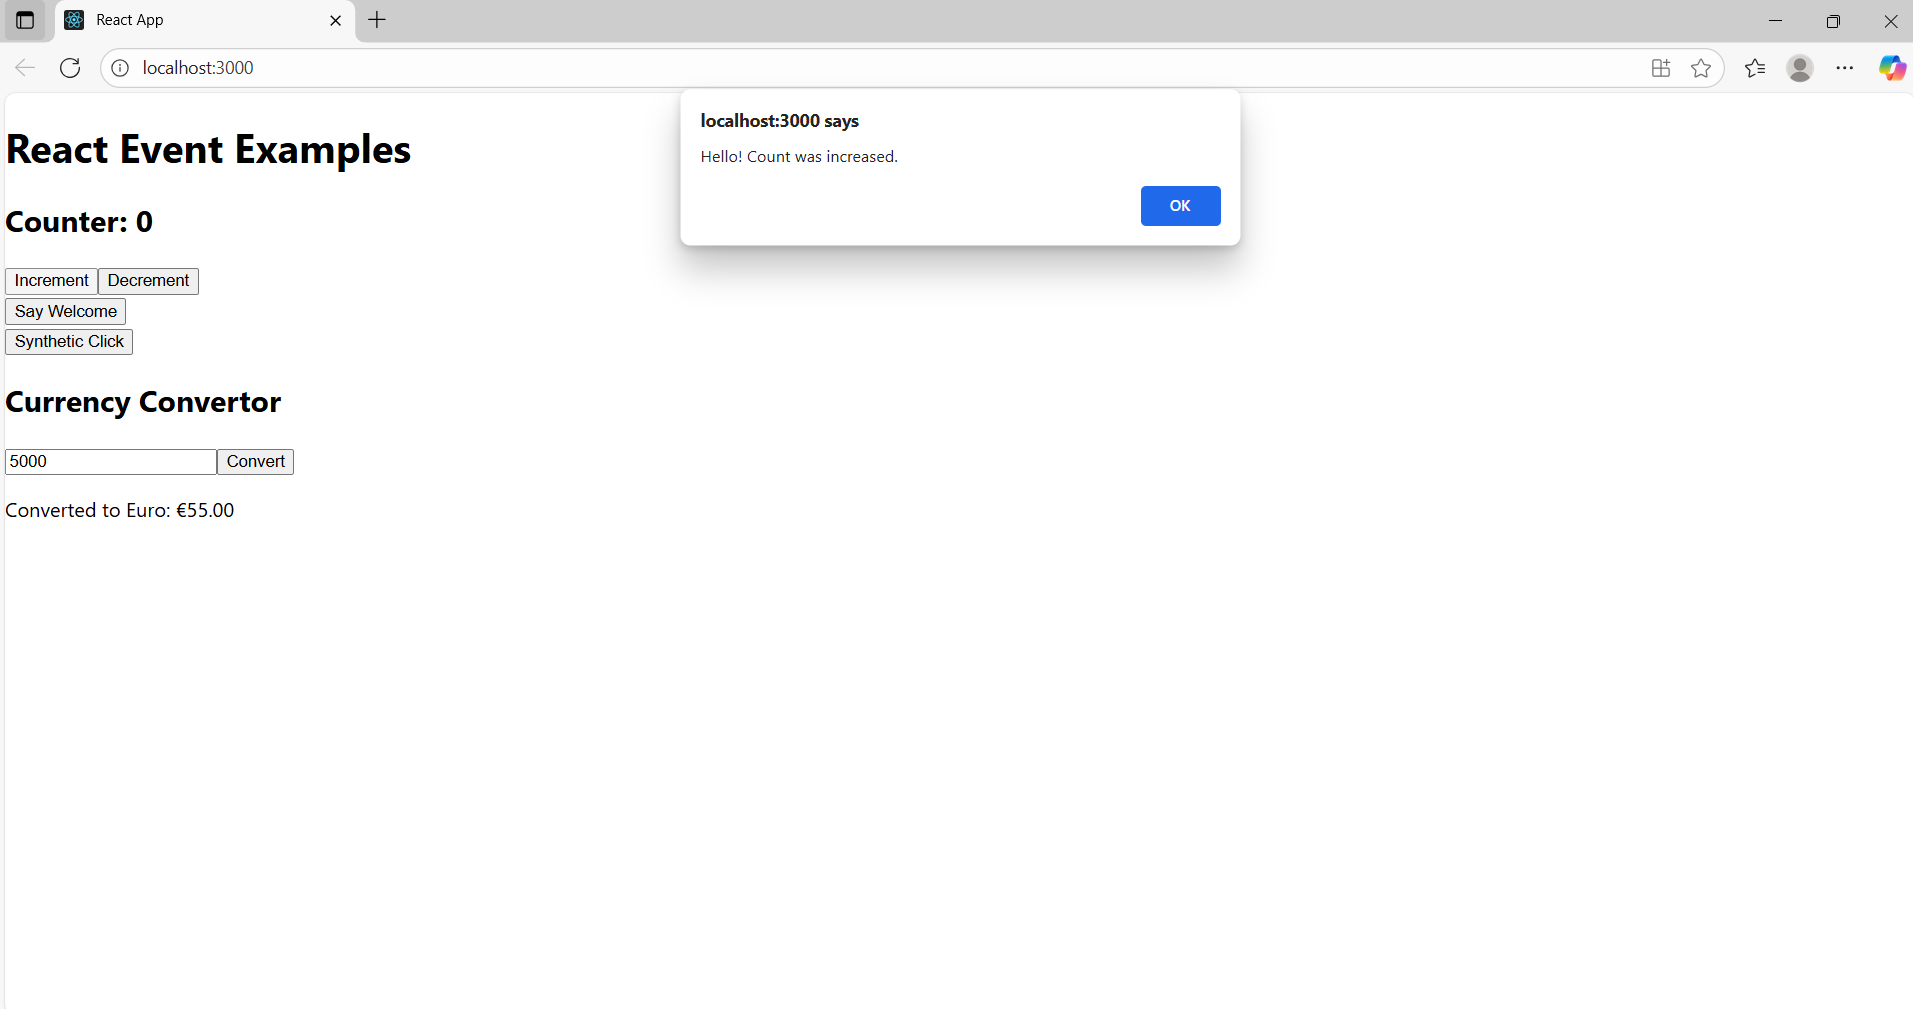 React App
localhost:3000
localhost:3000 says
Hello! Count was increased.
OK
React Event Examples
Counter: 0
Increment Decrement
Say Welcome
Synthetic Click
Currency Convertor
5000 Convert
Converted to Euro: €55.00